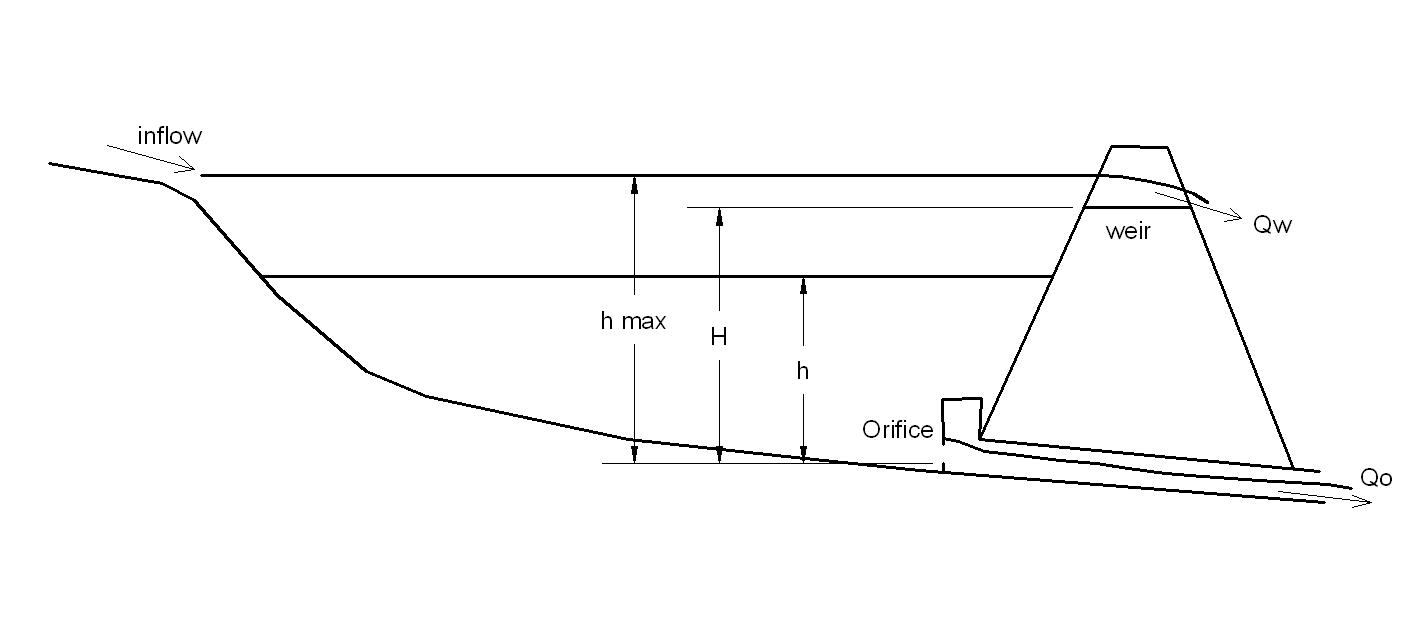 inflow
Qw
weir
h max
H
h
Orifice
Qo